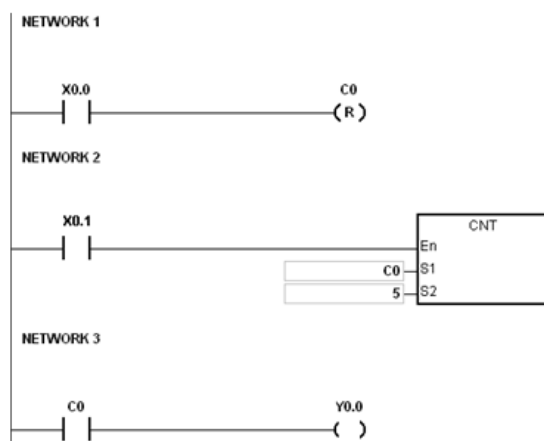 NETWORK 1
X0.0
C0
R
NETWORK 2
X0.1
CNT
En
C0 S1
5 S2
NETWORK 3
C0
Y0.0